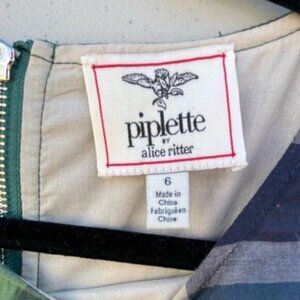 piplette
BY
alice ritter
6
Made in
China
Fabriqué en
Chine